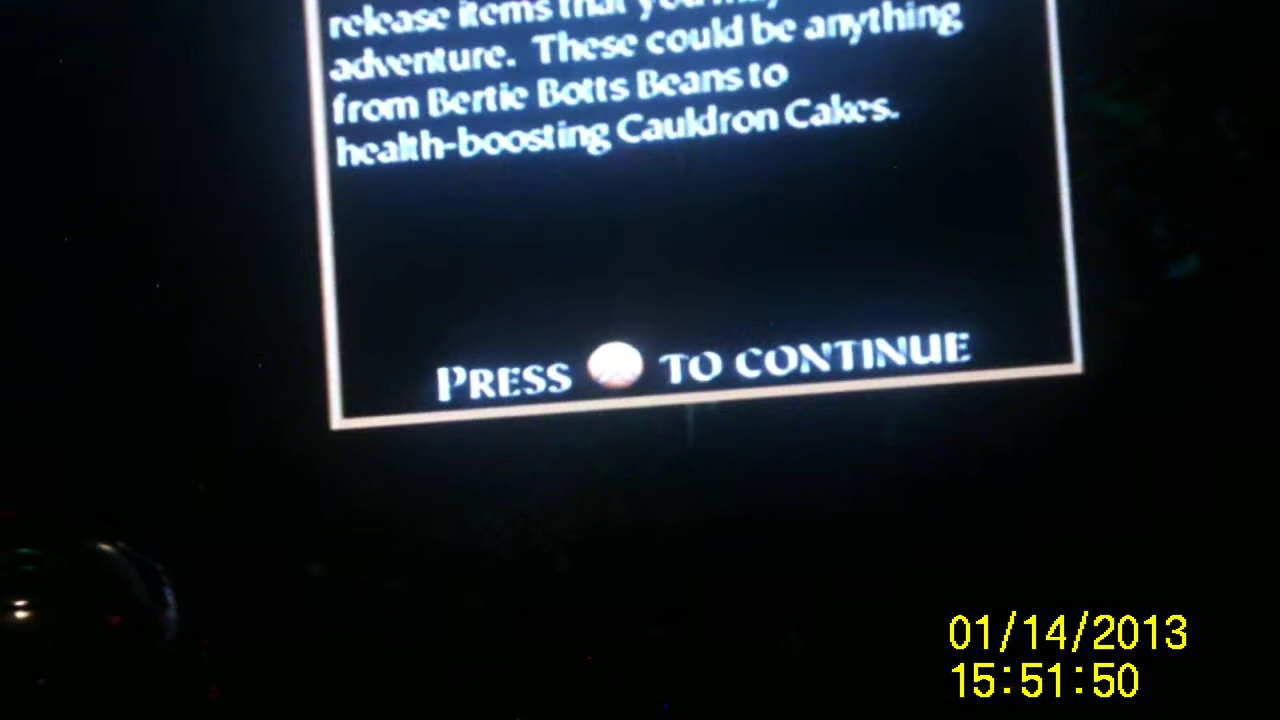 release items that you may
adventure. These could be anything
from Bertie Botts Beans to
health-boosting Cauldron Cakes.
PRESS TO CONTINUE
01/14/2013
15:51:50